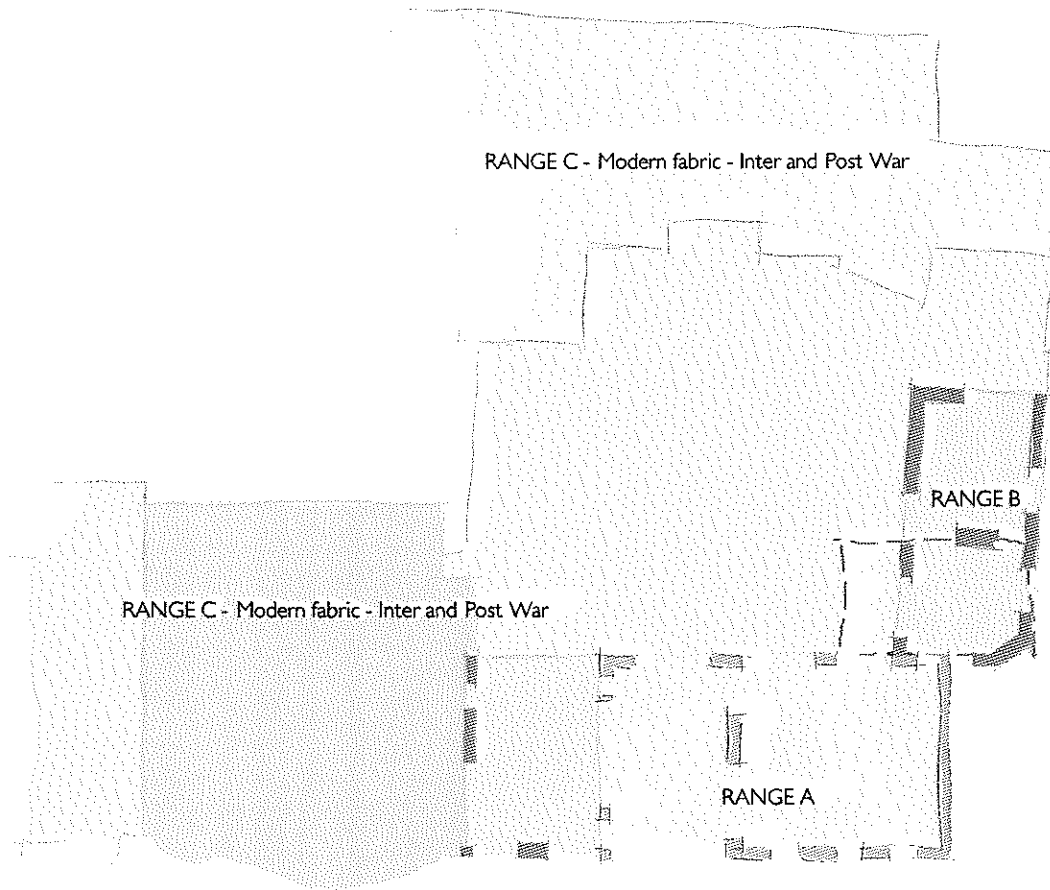 RANGE C - Modern fabric - Inter and Post War
RANGE B
RANGE C - Modern fabric - Inter and Post War
RANGE A